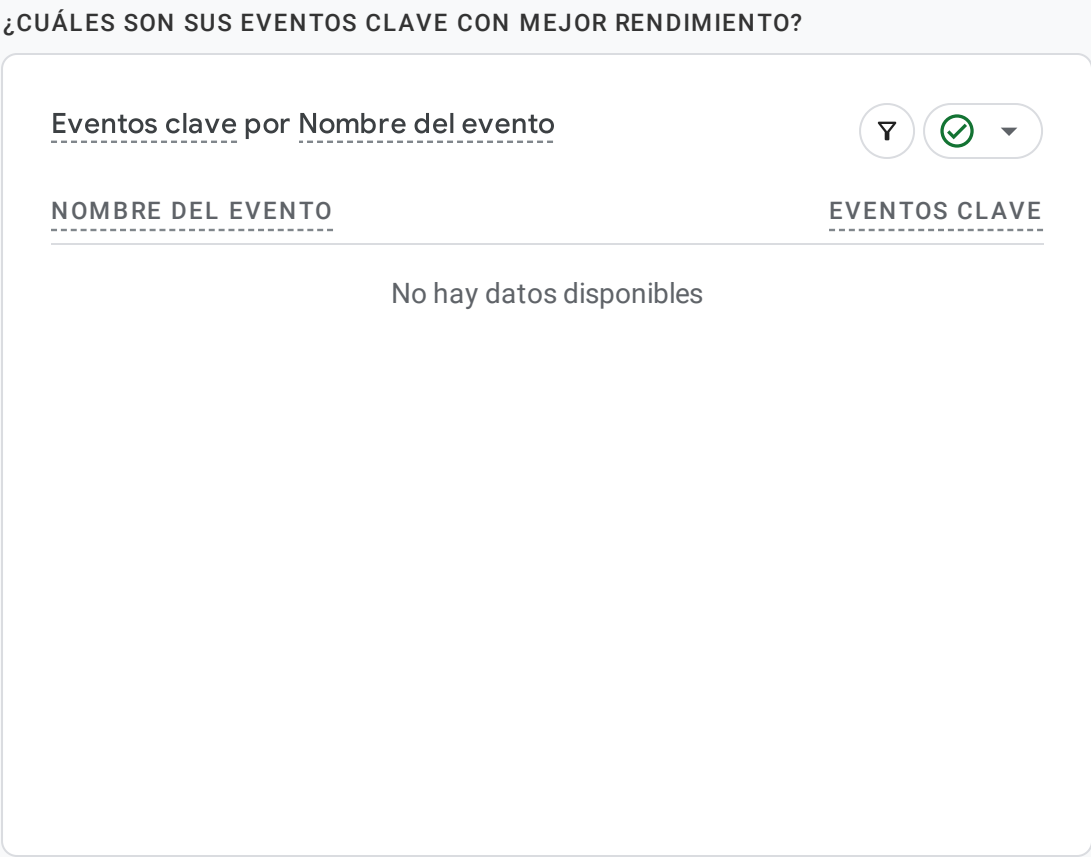 ¿CUÁLES SON SUS EVENTOS CLAVE CON MEJOR RENDIMIENTO?
Eventos clave por Nombre del evento
NOMBRE DEL EVENTO EVENTOS CLAVE
No hay datos disponibles